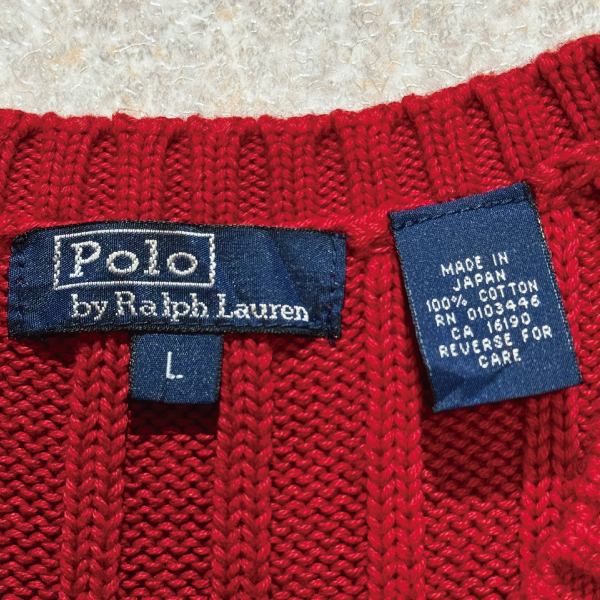 Polo
by Ralph Lauren
L
MADE IN
JAPAN
100% COTTON
RN 0103446
CA 16190
REVERSE FOR
CARE